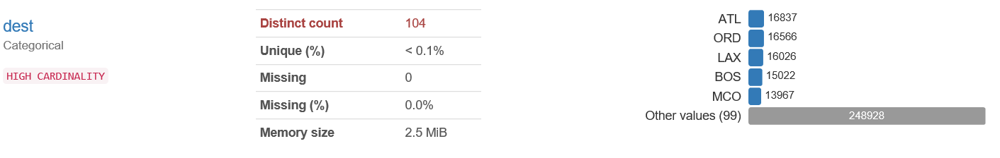 dest
Categorical
HIGH CARDINALITY
Distinct count 104
Unique (%) < 0.1%
Missing 0
Missing (%) 0.0%
Memory size 2.5 MiB
ATL 16837
ORD 16566
LAX 16026
BOS 15022
MCO 13967
Other values (99) 248928